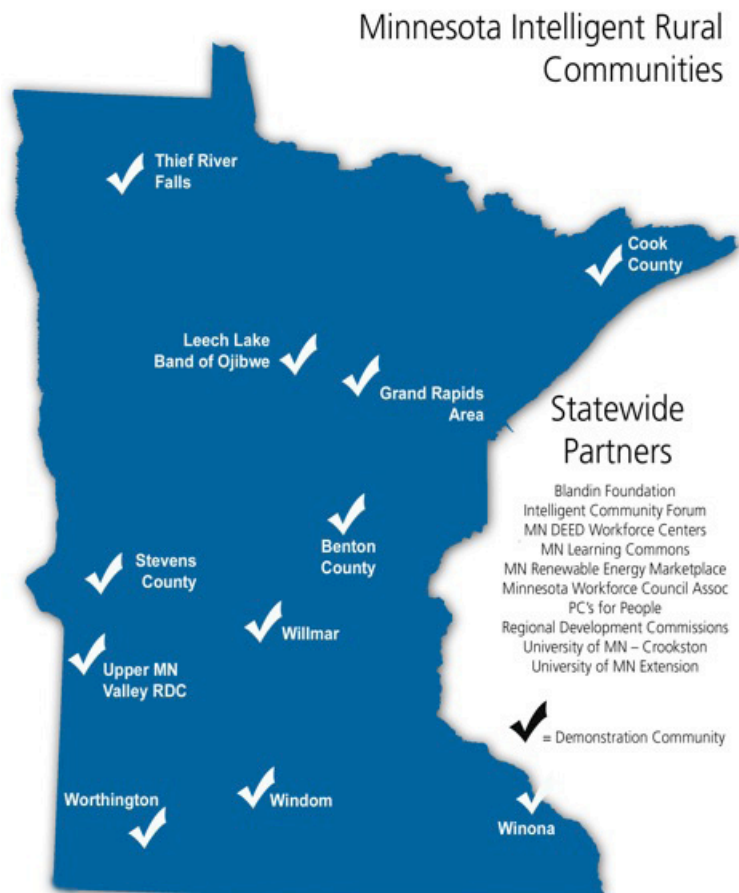 Minnesota Intelligent Rural
Communities
Thief River
Falls
Cook
County
Leech Lake
Band of Ojibwe
Grand Rapids
Area
Statewide
Partners
Blandin Foundation
Intelligent Community Forum
MN DEED Workforce Centers
MN Learning Commons
MN Renewable Energy Marketplace
Minnesota Workforce Council Assoc
PC's for People
Regional Development Commissions
University of MN – Crookston
University of MN Extension
Benton
County
Stevens
County
Willmar
Upper MN
Valley RDC
= Demonstration Community
Worthington
Windom
Winona